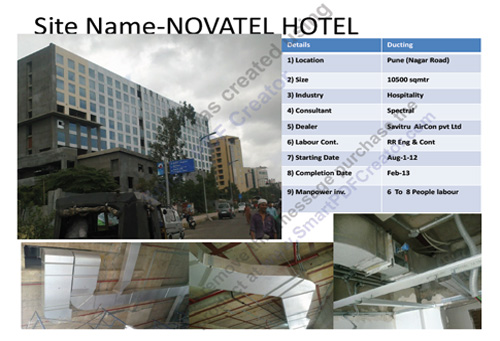 Site Name-NOVATEL HOTEL
Details Ducting
1) Location Pune (Nagar Road)
2) Size 10500 sqmtr
3) Industry Hospitality
4) Consultant Spectral
5) Dealer Savitru AirCon pvt Ltd
6) Labour Cont. RR Eng & Cont
7) Starting Date Aug-1-12
8) Completion Date Feb-13
9) Manpower inv. 6 To 8 People labour